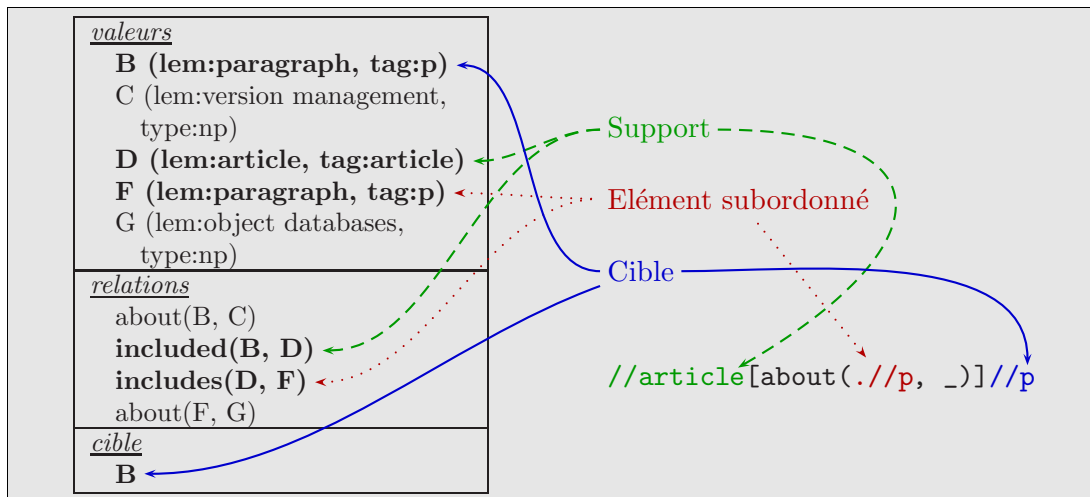 valeurs
B (lem:paragraph, tag:p)
C (lem:version management,
type:np)
D (lem:article, tag:article)
F (lem:paragraph, tag:p)
G (lem:object databases,
type:np)
relations
about(B, C)
included(B, D)
includes(D, F)
about(F, G)
cible
B
Support
Elément subordonné
Cible
//article[about(.//p, _)]//p